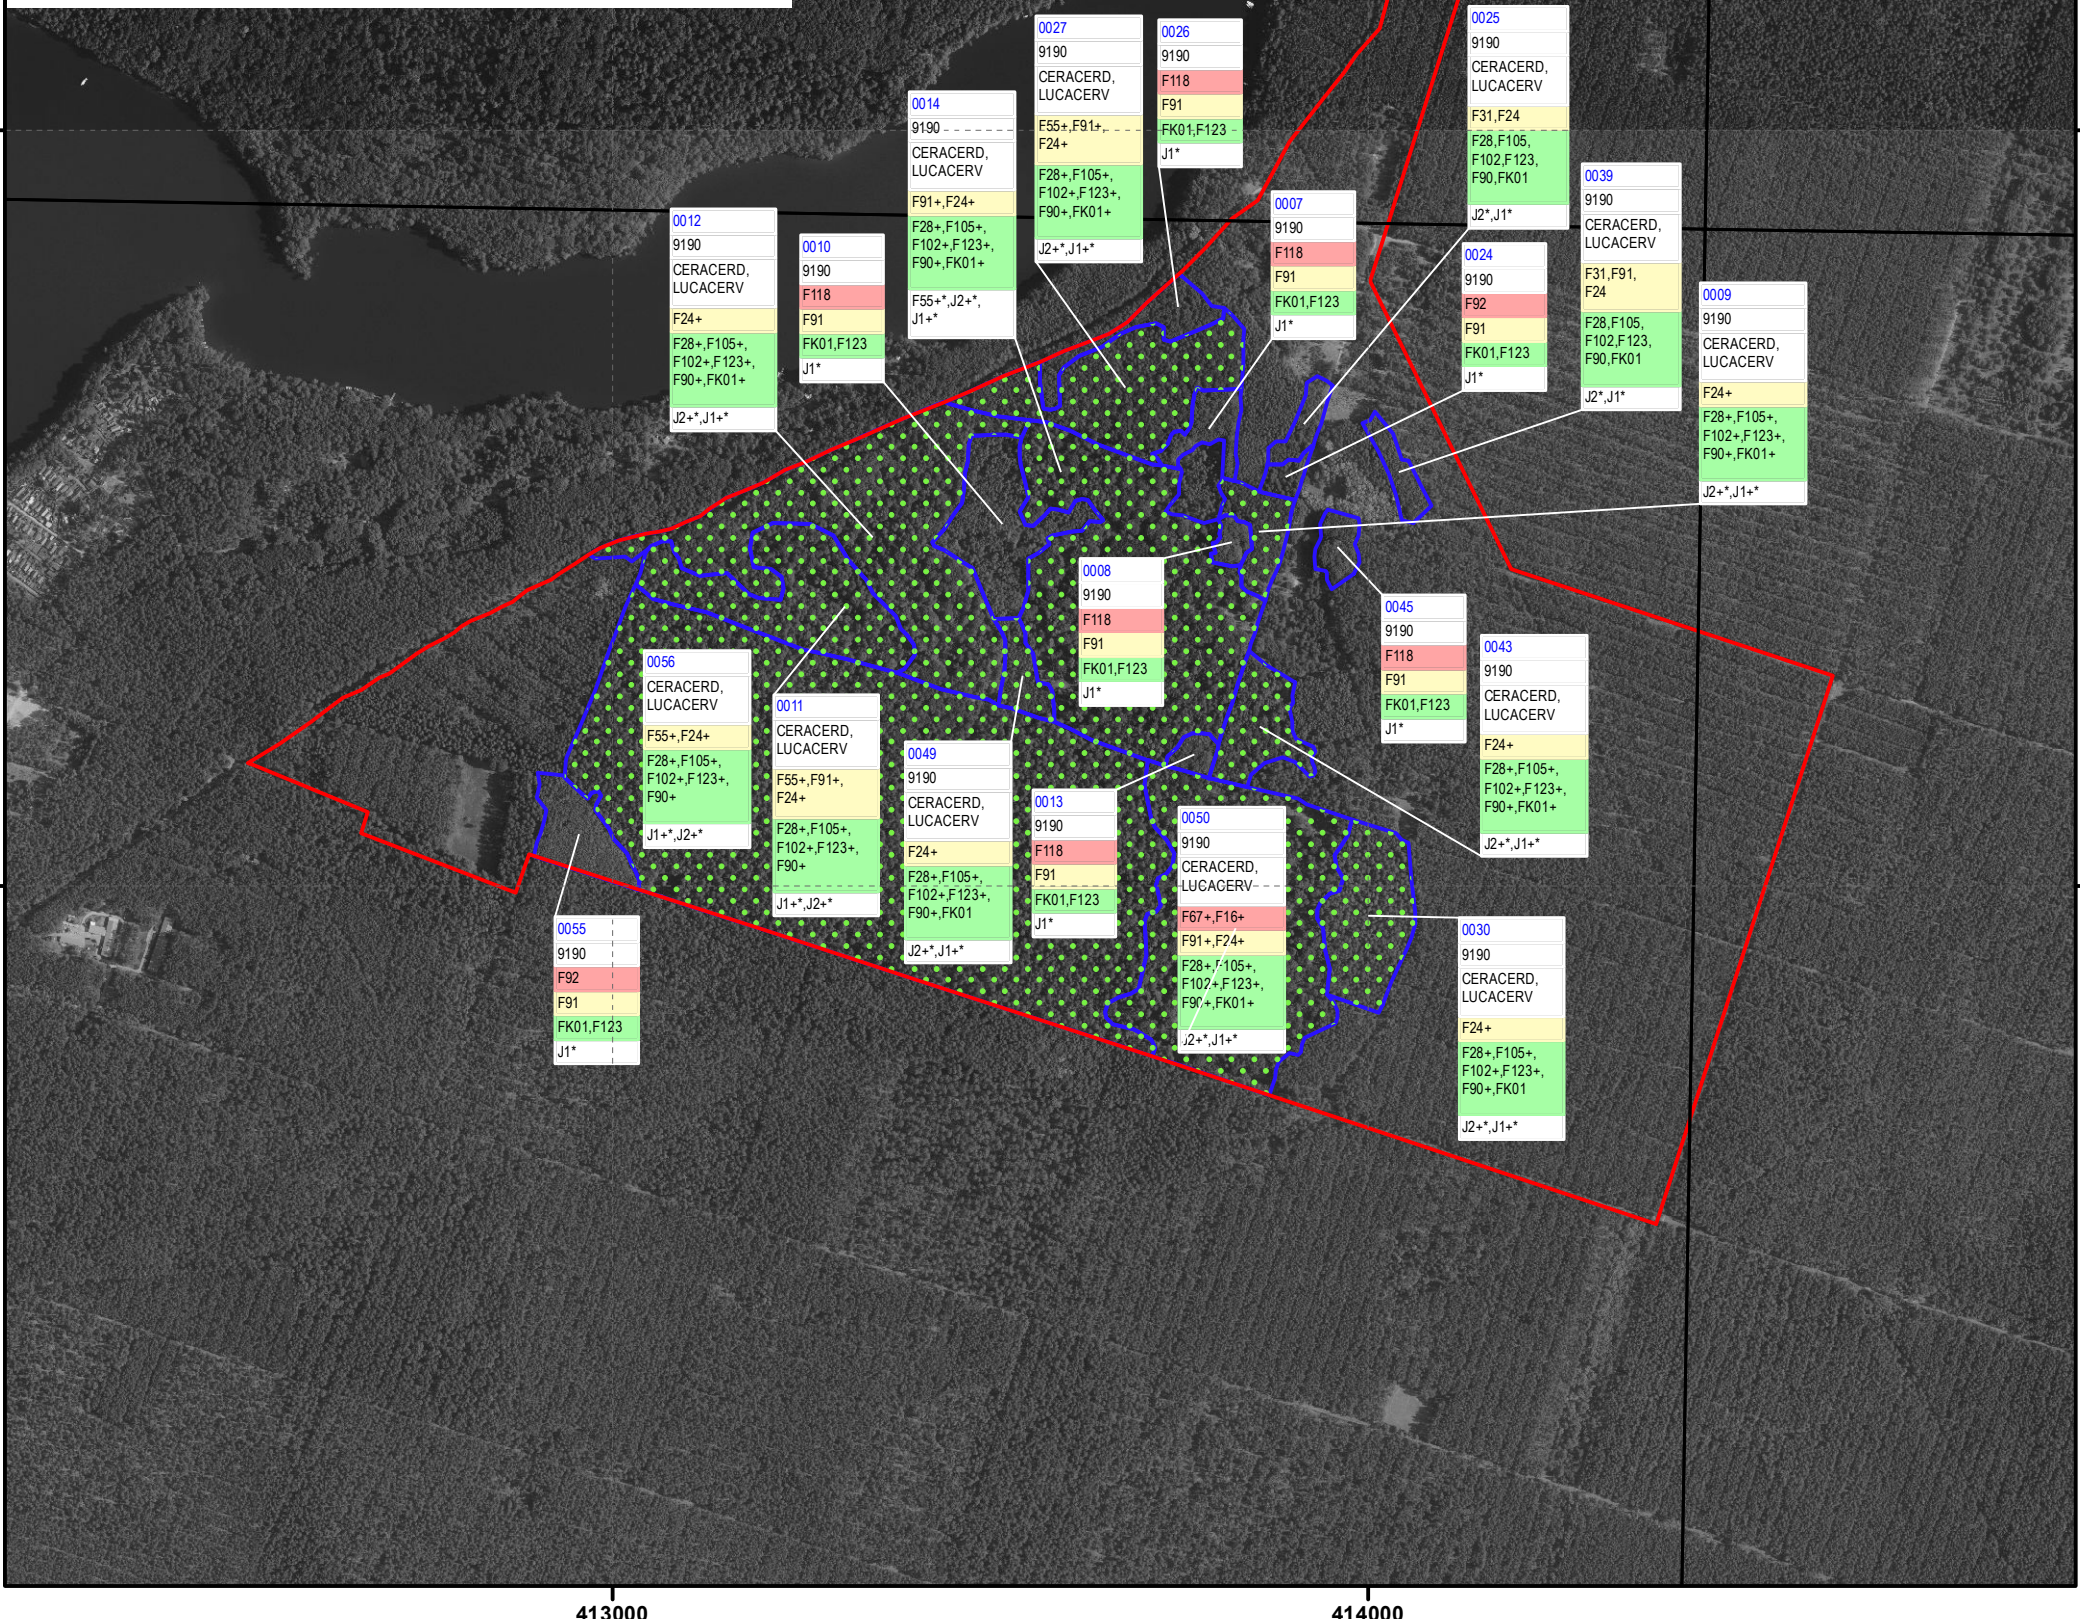 0027
9190
CERACERD,
LUCACERV
F55+,F91+,
F24+
F28+,F105+,
F102+,F123+,
F90+,FK01+
J2+*,J1+*
0026
9190
F118
F91
FK01,F123
J1*
0025
9190
CERACERD,
LUCACERV
F31,F24
F28,F105,
F102,F123,
F90,FK01
J2*,J1*
0014
9190
CERACERD,
LUCACERV
F91+,F24+
F28+,F105+,
F102+,F123+,
F90+,FK01+
F55+*,J2+*,
J1+*
0039
9190
CERACERD,
LUCACERV
F31,F91,
F24
F28,F105,
F102,F123,
F90,FK01
J2*,J1*
0007
9190
F118
F91
FK01,F123
J1*
0012
9190
CERACERD,
LUCACERV
F24+
F28+,F105+,
F102+,F123+,
F90+,FK01+
J2+*,J1+*
0010
9190
F118
F91
FK01,F123
J1*
0024
9190
F92
F91
FK01,F123
J1*
0009
9190
CERACERD,
LUCACERV
F24+
F28+,F105+,
F102+,F123+,
F90+,FK01+
J2+*,J1+*
0008
9190
F118
F91
FK01,F123
J1*
0045
9190
F118
F91
FK01,F123
J1*
0043
9190
CERACERD,
LUCACERV
F24+
F28+,F105+,
F102+,F123+,
F90+,FK01+
J2+*,J1+*
0056
CERACERD,
LUCACERV
F55+,F24+
F28+,F105+,
F102+,F123+,
F90+
J1+*,J2+*
0011
CERACERD,
LUCACERV
F55+,F91+,
F24+
F28+,F105+,
F102+,F123+,
F90+
J1+*,J2+*
0049
9190
CERACERD,
LUCACERV
F24+
F28+,F105+,
F102+,F123+,
F90+,FK01
J2+*,J1+*
0013
9190
F118
F91
FK01,F123
J1*
0050
9190
CERACERD,
LUCACERV
F67+,F16+
F91+,F24+
F28+,F105+,
F102+,F123+,
F90+,FK01+
J2+*,J1+*
0055
9190
F92
F91
FK01,F123
J1*
0030
9190
CERACERD,
LUCACERV
F24+
F28+,F105+,
F102+,F123+,
F90+,FK01
J2+*,J1+*
413000
414000